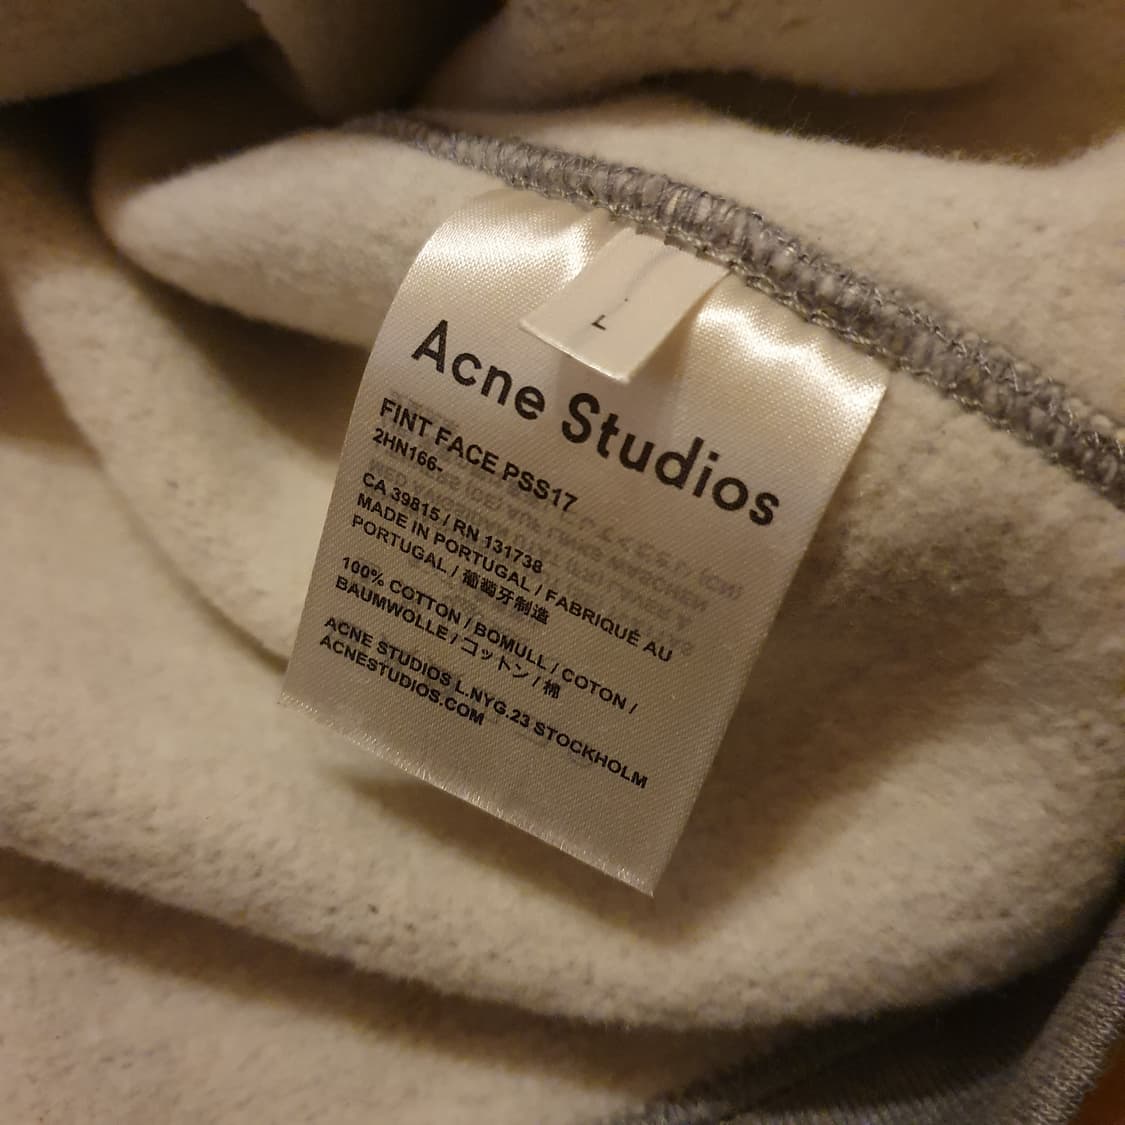 L
Acne Studios
FINT FACE PSS17
2HN166-
CA 39815 / RN 131738
MADE IN PORTUGAL / FABRIQUÉ AU
PORTUGAL / 葡萄牙制造
100% COTTON / BOMULL / COTON /
BAUMWOLLE / コットン / 棉
ACNE STUDIOS L.NYG.23 STOCKHOLM
ACNESTUDIOS.COM